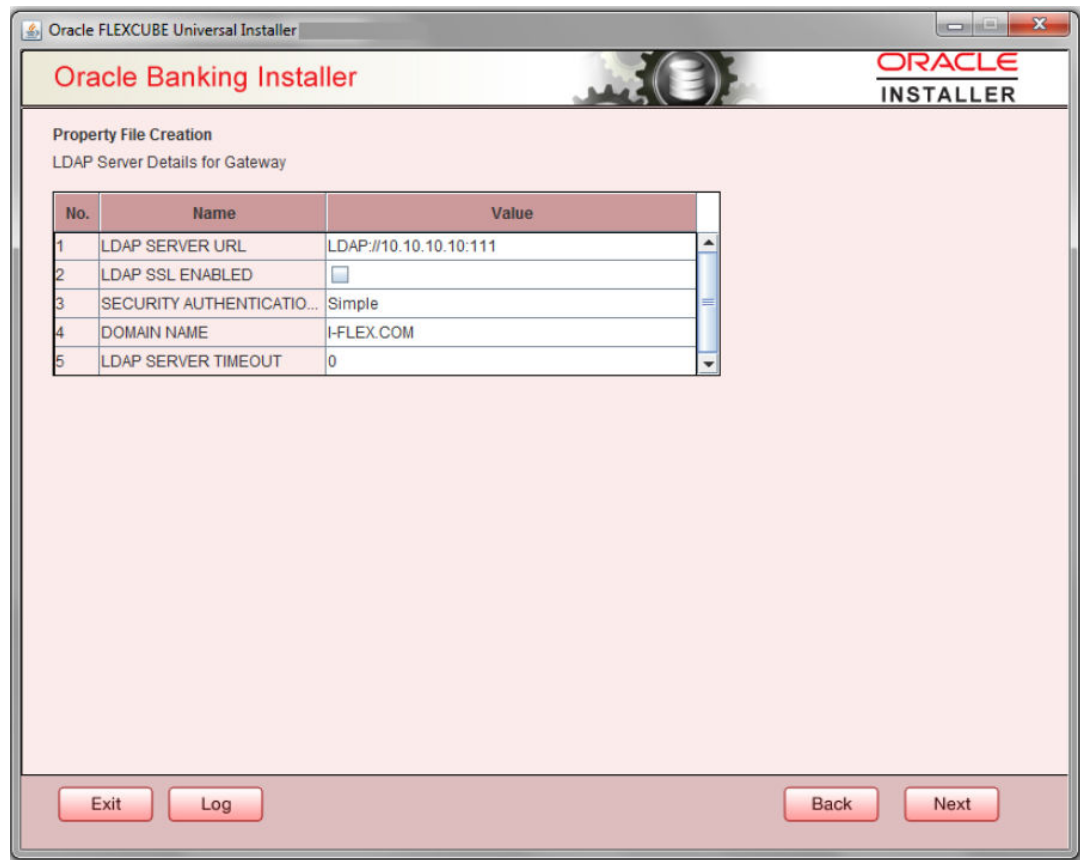 Oracle FLEXCUBE Universal Installer
Oracle Banking Installer
ORACLE
INSTALLER
Property File Creation
LDAP Server Details for Gateway
No. Name Value
1 LDAP SERVER URL LDAP://10.10.10.10:111
2 LDAP SSL ENABLED
3 SECURITY AUTHENTICATIO... Simple
4 DOMAIN NAME I-FLEX.COM
5 LDAP SERVER TIMEOUT 0
Exit Log Back Next